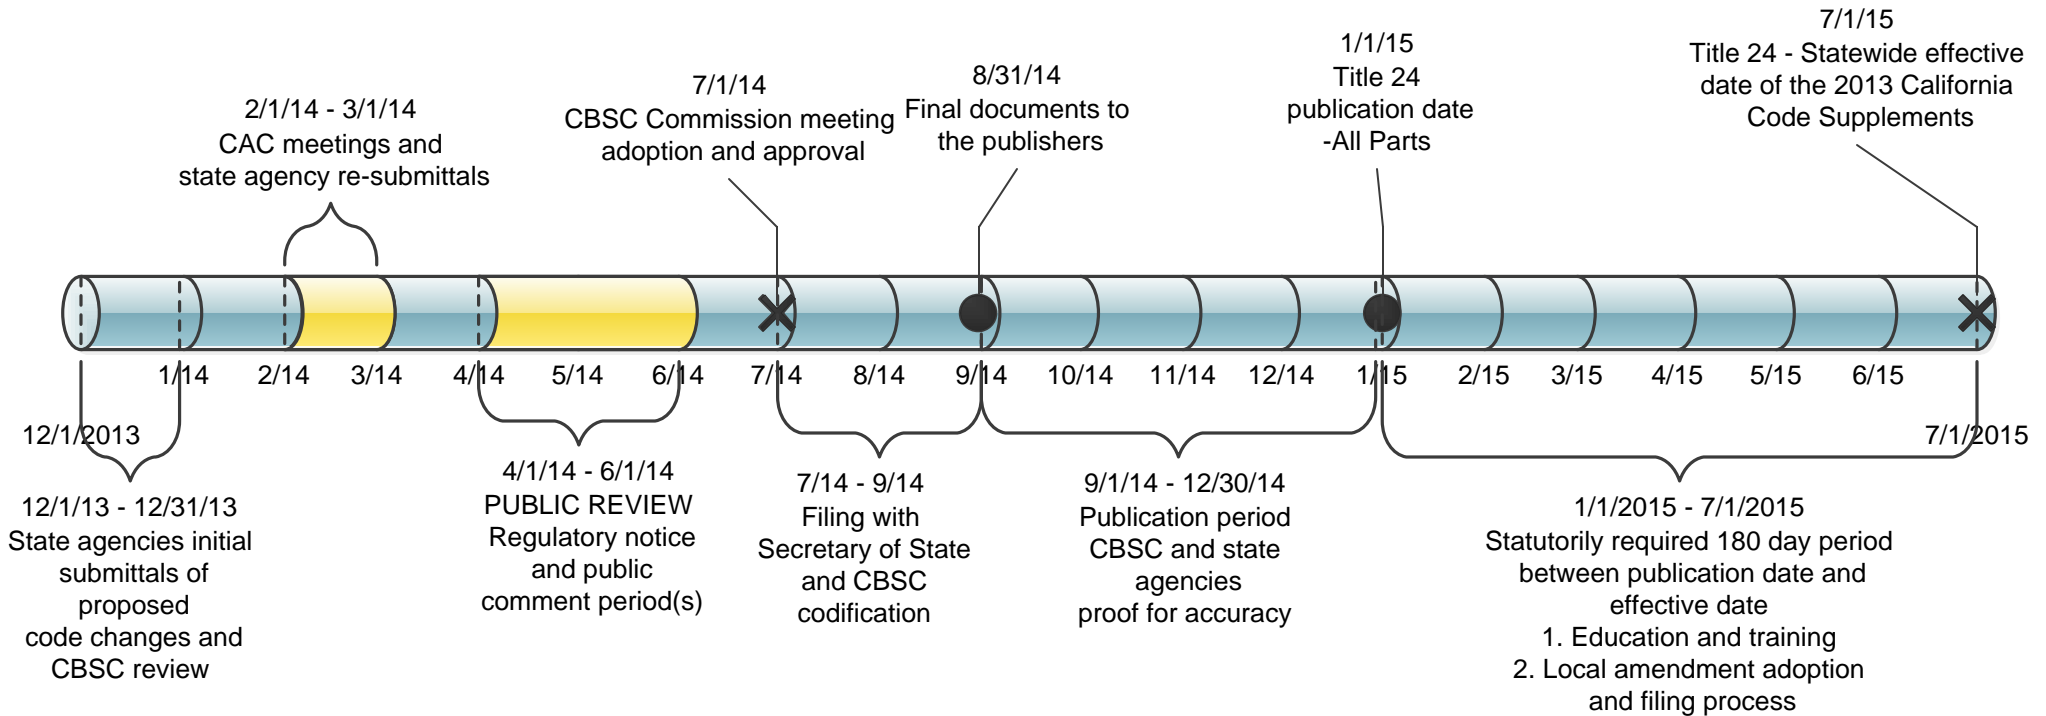 7/1/15
Title 24 - Statewide effective
date of the 2013 California
Code Supplements
1/1/15
Title 24
publication date
-All Parts
8/31/14
Final documents to
the publishers
7/1/14
CBSC Commission meeting
adoption and approval
2/1/14 - 3/1/14
CAC meetings and
state agency re-submittals
1/14 2/14 3/14 4/14 5/14 6/14 7/14 8/14 9/14 10/14 11/14 12/14 1/15 2/15 3/15 4/15 5/15 6/15
12/1/2013
7/1/2015
12/1/13 - 12/31/13
State agencies initial
submittals of
proposed
code changes and
CBSC review
4/1/14 - 6/1/14
PUBLIC REVIEW
Regulatory notice
and public
comment period(s)
7/14 - 9/14
Filing with
Secretary of State
and CBSC
codification
9/1/14 - 12/30/14
Publication period
CBSC and state
agencies
proof for accuracy
1/1/2015 - 7/1/2015
Statutorily required 180 day period
between publication date and
effective date
1. Education and training
2. Local amendment adoption
and filing process